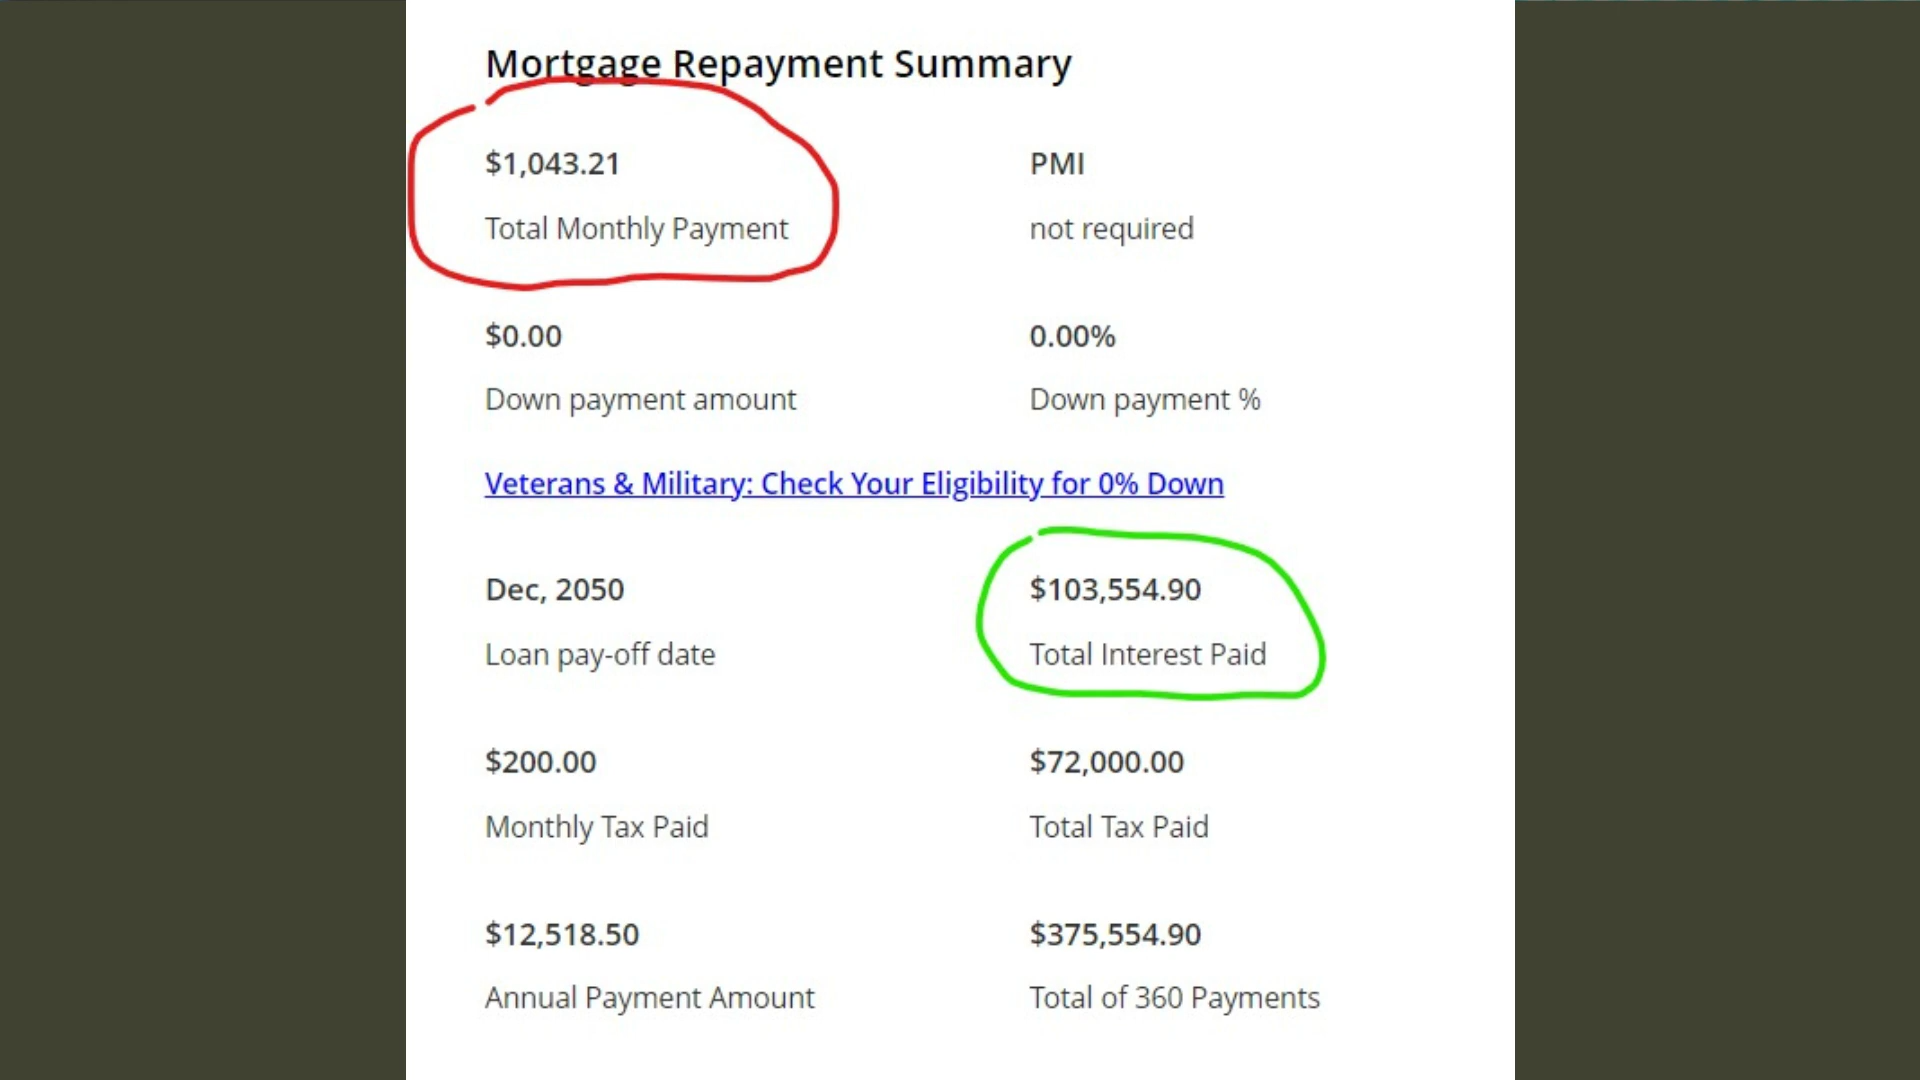 Mortgage Repayment Summary
$1,043.21
Total Monthly Payment
PMI
not required
$0.00
Down payment amount
0.00%
Down payment %
Veterans & Military: Check Your Eligibility for 0% Down
Dec, 2050
Loan pay-off date
$103,554.90
Total Interest Paid
$200.00
Monthly Tax Paid
$72,000.00
Total Tax Paid
$12,518.50
Annual Payment Amount
$375,554.90
Total of 360 Payments